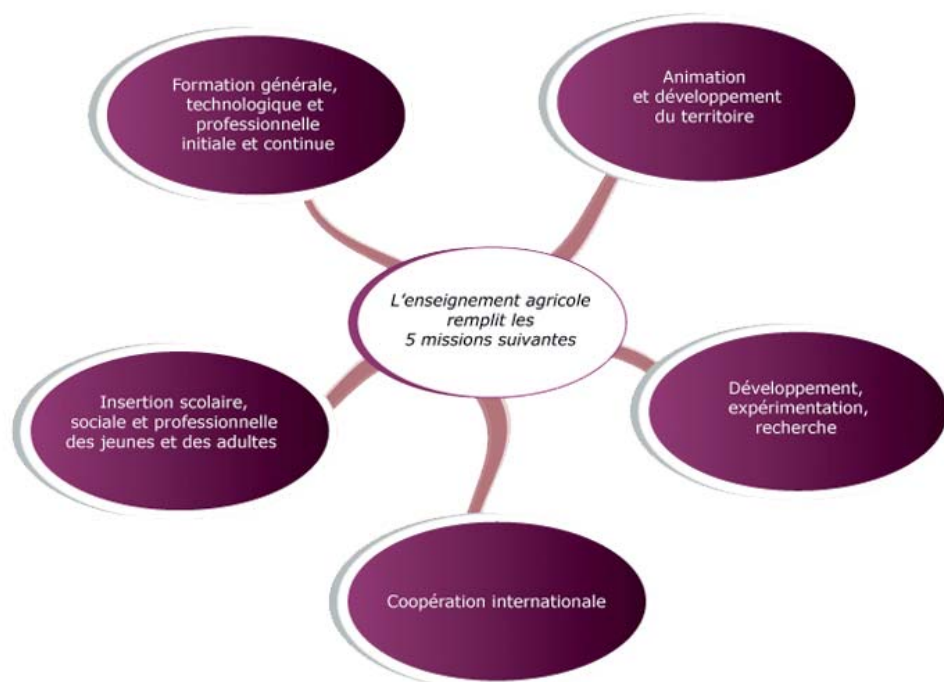 Formation générale,
technologique et
professionnelle
initiale et continue
Animation
et développement
du territoire
L'enseignement agricole
remplit les
5 missions suivantes
Insertion scolaire,
sociale et professionnelle
des jeunes et des adultes
Développement,
expérimentation,
recherche
Coopération internationale